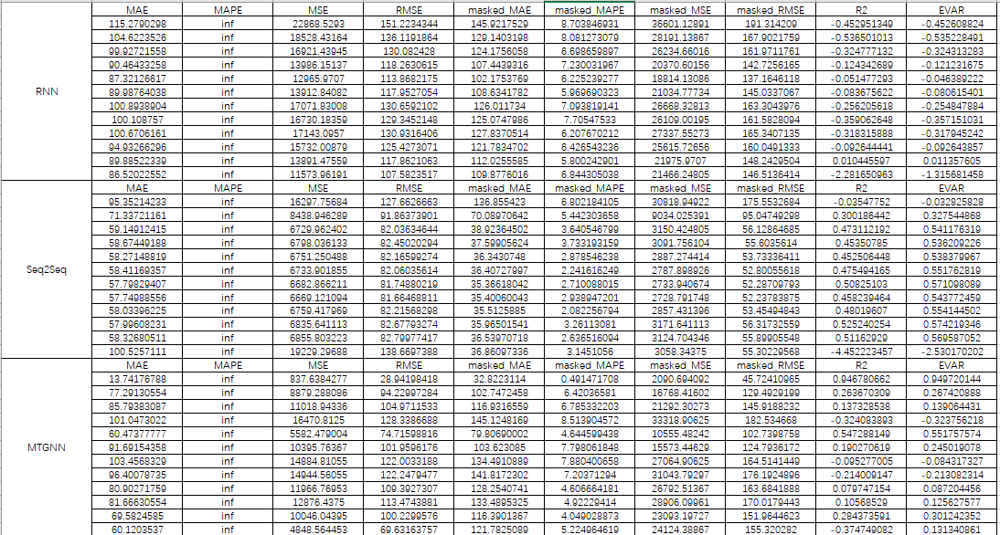 MAE MAPE MSE RMSE masked_MAE masked_MAPE masked_MSE masked_RMSE R2 EVAR
115.2790298 inf 22868.5293 151.2234344 145.9217529 8.703846931 36601.12891 191.314209 -0.452951349 -0.452608824
104.6223526 inf 18528.43164 136.1191864 129.1403198 8.081273079 28191.13867 167.9021759 -0.536501013 -0.535228491
99.92721558 inf 16921.43945 130.082428 124.1756058 6.698659897 26234.66016 161.9711761 -0.324777132 -0.324313283
90.46433258 inf 13986.15137 118.2630615 107.4439316 7.230031967 20370.60156 142.7256165 -0.124342689 -0.121231675
87.32126617 inf 12965.9707 113.8682175 102.1753769 6.225239277 18814.13086 137.1646118 -0.051477293 -0.046389222
RNN 89.98764038 inf 13912.84082 117.9527054 108.6341782 5.969690323 21034.77734 145.0337067 -0.083675622 -0.080615401
100.8938904 inf 17071.83008 130.6592102 126.011734 7.093819141 26668.32813 163.3043976 -0.256205618 -0.254847884
100.108757 inf 16730.18359 129.3452148 125.0747986 7.70547533 26109.00195 161.5828094 -0.359062648 -0.357151031
100.6706161 inf 17143.0957 130.9316406 127.8370514 6.207670212 27337.55273 165.3407135 -0.318315888 -0.317945242
94.93266296 inf 15732.00879 125.4273071 121.7834702 6.426543236 25615.72656 160.0491333 -0.092644441 -0.092643857
89.88522339 inf 13891.47559 117.8621063 112.0255585 5.800242901 21975.9707 148.2429504 0.010445597 0.011357605
86.52022552 inf 11573.96191 107.5823517 109.8776016 6.844305038 21466.24805 146.5136414 -2.281650963 -1.315681458
MAE MAPE MSE RMSE masked_MAE masked_MAPE masked_MSE masked_RMSE R2 EVAR
95.35214233 inf 16297.75684 127.6626663 136.855423 6.802184105 30818.94922 175.5532684 -0.03547752 -0.032825828
71.33721161 inf 8438.946289 91.86373901 70.08970642 5.442303658 9034.025391 95.04749298 0.300186442 0.327544868
59.14912415 inf 6729.962402 82.03634644 38.92364502 3.640546799 3150.424805 56.12864685 0.473112192 0.541176319
58.67449188 inf 6798.036133 82.45020294 37.59905624 3.733193159 3091.756104 55.6035614 0.45350785 0.536209226
58.27148819 inf 6751.250488 82.16599274 36.3430748 2.878546238 2887.274414 53.73336411 0.452506448 0.538379967
Seq2Seq 58.41169357 inf 6733.901855 82.06035614 36.40727997 2.241616249 2787.898926 52.80055618 0.475494165 0.551762819
57.79829407 inf 6682.866211 81.74880219 35.36618042 2.710088015 2733.940674 52.28709793 0.50825103 0.571098089
57.74988556 inf 6669.121094 81.66468811 35.40060043 2.938947201 2728.791748 52.23783875 0.458239464 0.543772459
58.03396225 inf 6759.417969 82.21568298 35.5125885 2.082256794 2857.431396 53.45494843 0.48019607 0.554144502
57.99608231 inf 6835.641113 82.67793274 35.96501541 3.26113081 3171.641113 56.31732559 0.525240254 0.574219346
58.32680511 inf 6855.803223 82.79977417 36.53970718 2.636516094 3124.704346 55.89905548 0.51162929 0.569587052
100.5257111 inf 19229.29688 138.6697388 36.86097336 3.1451056 3058.34375 55.30229568 -4.452223457 -2.530170202
MAE MAPE MSE RMSE masked_MAE masked_MAPE masked_MSE masked_RMSE R2 EVAR
13.74176788 inf 837.6384277 28.94198418 32.8223114 0.491471708 2090.694092 45.72410965 0.946780662 0.949720144
77.29130554 inf 8879.288086 94.22997284 102.7472458 6.42036581 16768.41602 129.4929199 0.263670309 0.267420888
85.79383087 inf 11018.94336 104.9711533 116.9316559 6.785332203 21292.30273 145.9188232 0.137328538 0.139064431
101.0473022 inf 16470.8125 128.3386688 145.1248169 8.513904572 33318.90625 182.534668 -0.324083893 -0.323756218
60.47377777 inf 5582.479004 74.71598816 79.80690002 4.644599438 10555.48242 102.7398758 0.547288149 0.551757574
MTGNN 91.69154358 inf 10395.76367 101.9596176 103.623085 7.798061848 15573.44629 124.7936172 0.190270619 0.245019078
103.4568329 inf 14884.81055 122.0033188 134.4910889 7.880400658 27064.90625 164.5141449 -0.095277005 -0.084317327
96.40078735 inf 14944.56055 122.2479477 141.8172302 7.20371294 31043.79297 176.1924896 -0.214009147 -0.213082314
80.90271759 inf 11966.76953 109.3927307 128.2540741 4.606664181 26792.51367 163.6841888 0.079747154 0.087204456
81.66630554 inf 12876.4375 113.4743881 133.4895325 4.92229414 28906.09961 170.0179443 0.10568529 0.125627577
69.5824585 inf 10046.04395 100.2299576 116.3901367 4.049028873 23093.19727 151.9644623 0.284373591 0.301242352
60.1203537 inf 4848.564453 69.63163757 121.7825089 5.224964619 24124.38867 155.320282 -0.374749082 0.131340861